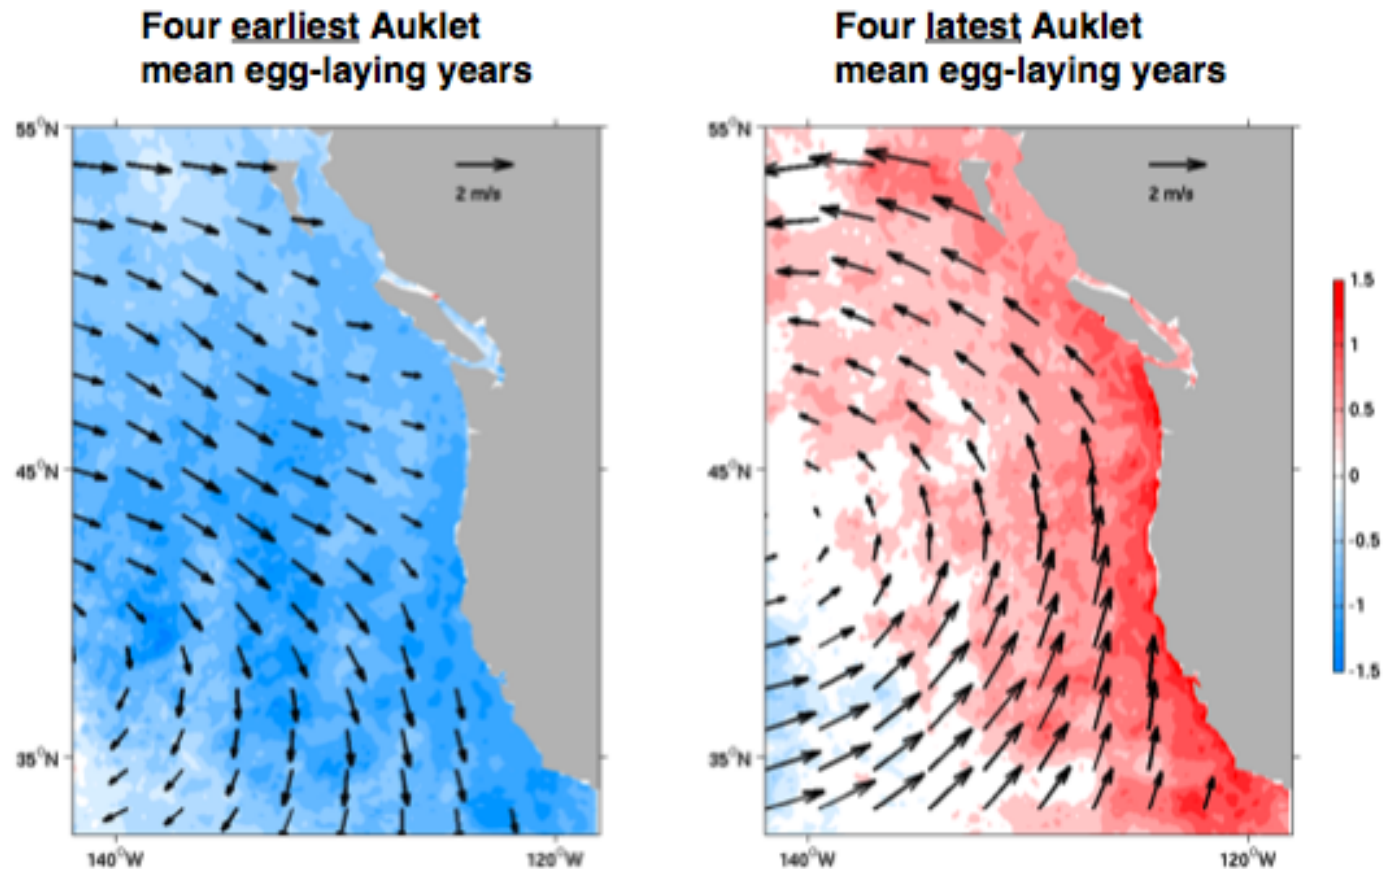 Four earliest Auklet
mean egg-laying years
Four latest Auklet
mean egg-laying years
55°N
2 m/s
45°N
35°N
140°W
120°W
55°N
2 m/s
45°N
35°N
140°W
120°W
1.5
1
0.5
0
-0.5
-1
-1.5